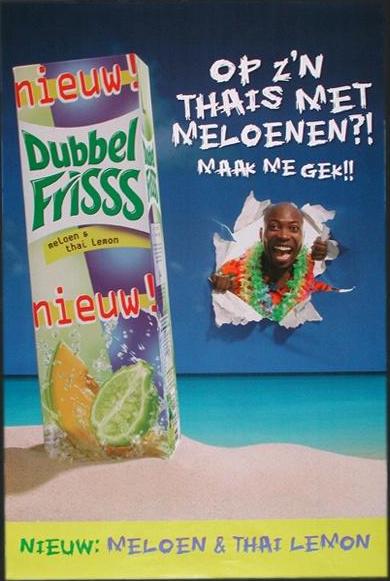 nieuw!
Dubbel
Frisss
meloen &
thai Lemon
nieuw!
OP Z'N
THAIS MET
MELOENEN?!
MAAK ME GEK!!
NIEUW: MELOEN & THAI LEMON